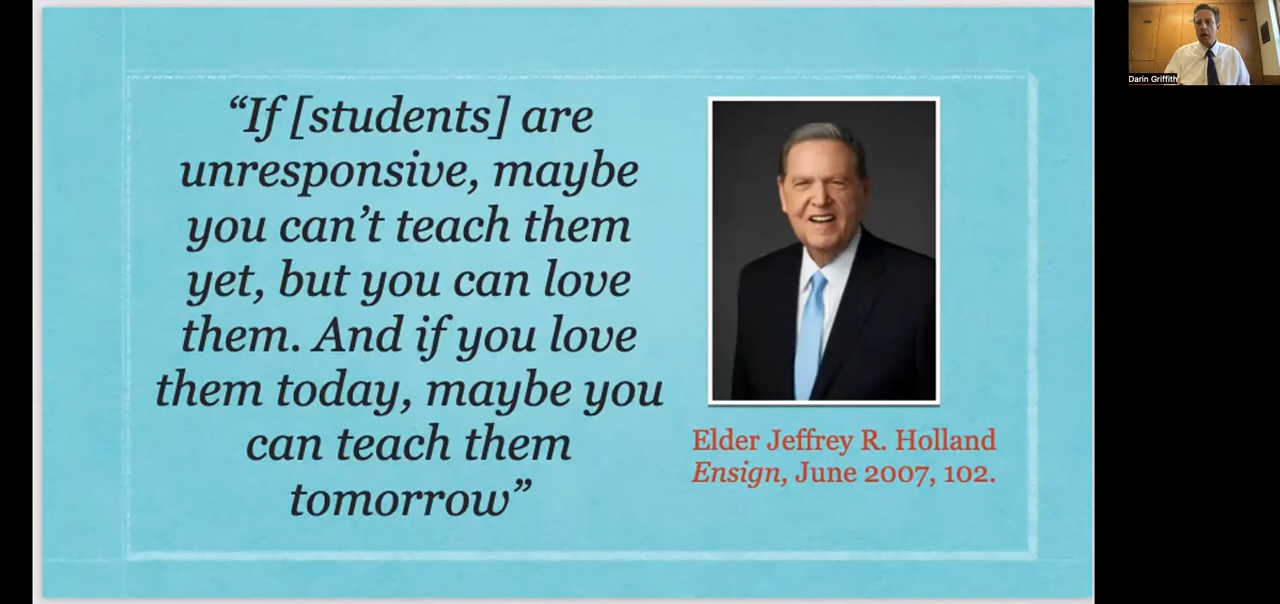 “If [students] are
unresponsive, maybe
you can’t teach them
yet, but you can love
them. And if you love
them today, maybe you
can teach them
tomorrow”
Elder Jeffrey R. Holland
Ensign, June 2007, 102.
Darin Griffith